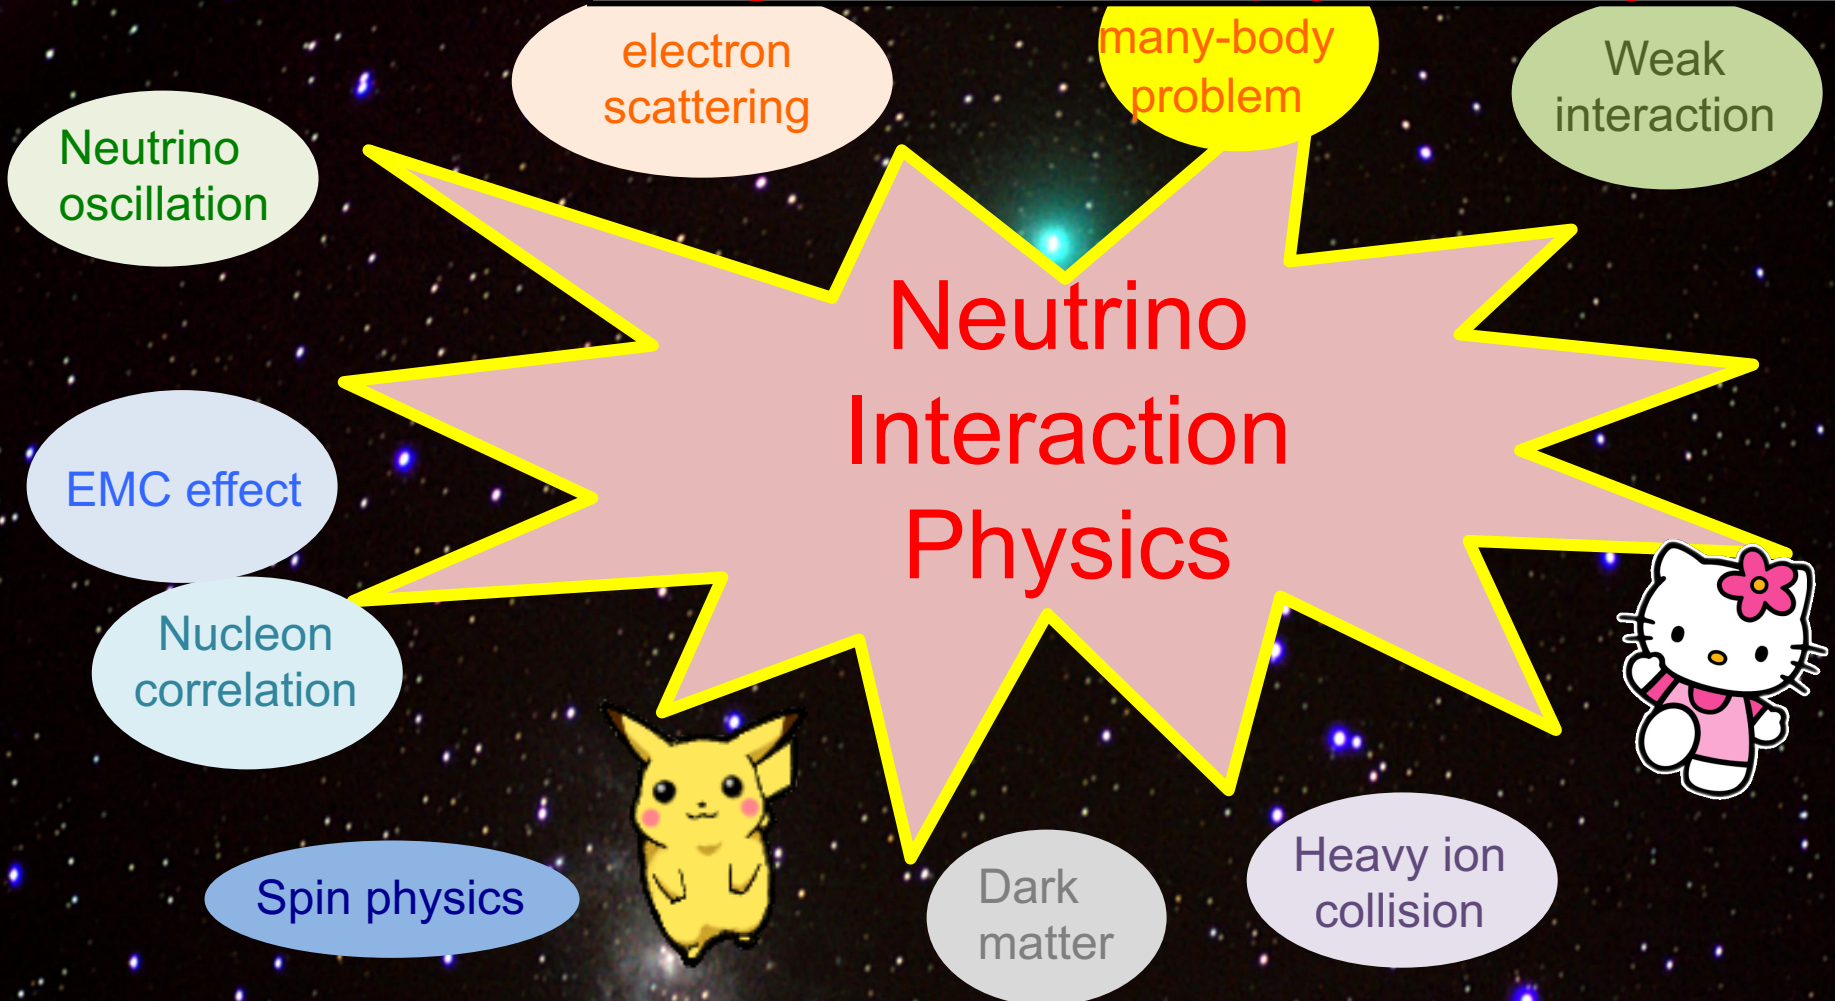 electron
scattering
many-body
problem
Weak
interaction
Neutrino
oscillation
Neutrino
Interaction
Physics
EMC effect
Nucleon
correlation
Spin physics
Dark
matter
Heavy ion
collision